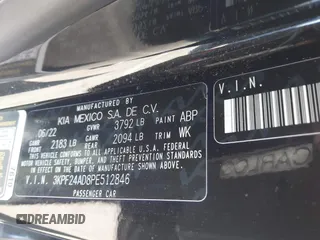 MANUFACTURED BY
KIA MEXICO S.A. DE C.V.
06/22 GVWR 3792 LB PAINT ABP
FRONT GAWR 2183 LB REAR GAWR 2094 LB TRIM WK
THIS VEHICLE CONFORMS TO ALL APPLICABLE U.S. FEDERAL
MOTOR VEHICLE SAFETY, BUMPER, AND THEFT PREVENTION
STANDARDS IN EFFECT ON THE DATE OF MANUFACTURE SHOWN ABOVE.
V.I.N. 3KPF24AD8PE512846
PASSENGER CAR
V.I.N.
DREAMBID